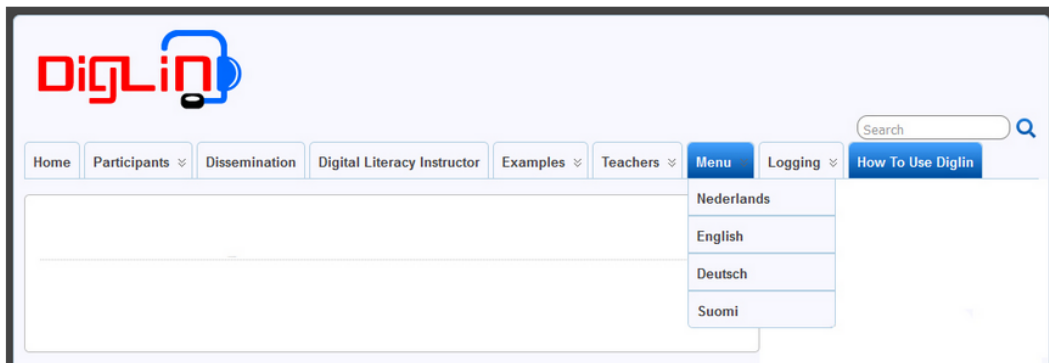 DigLin
Search
Home Participants Dissemination Digital Literacy Instructor Examples Teachers Menu Logging How To Use Diglin
Nederlands
English
Deutsch
Suomi